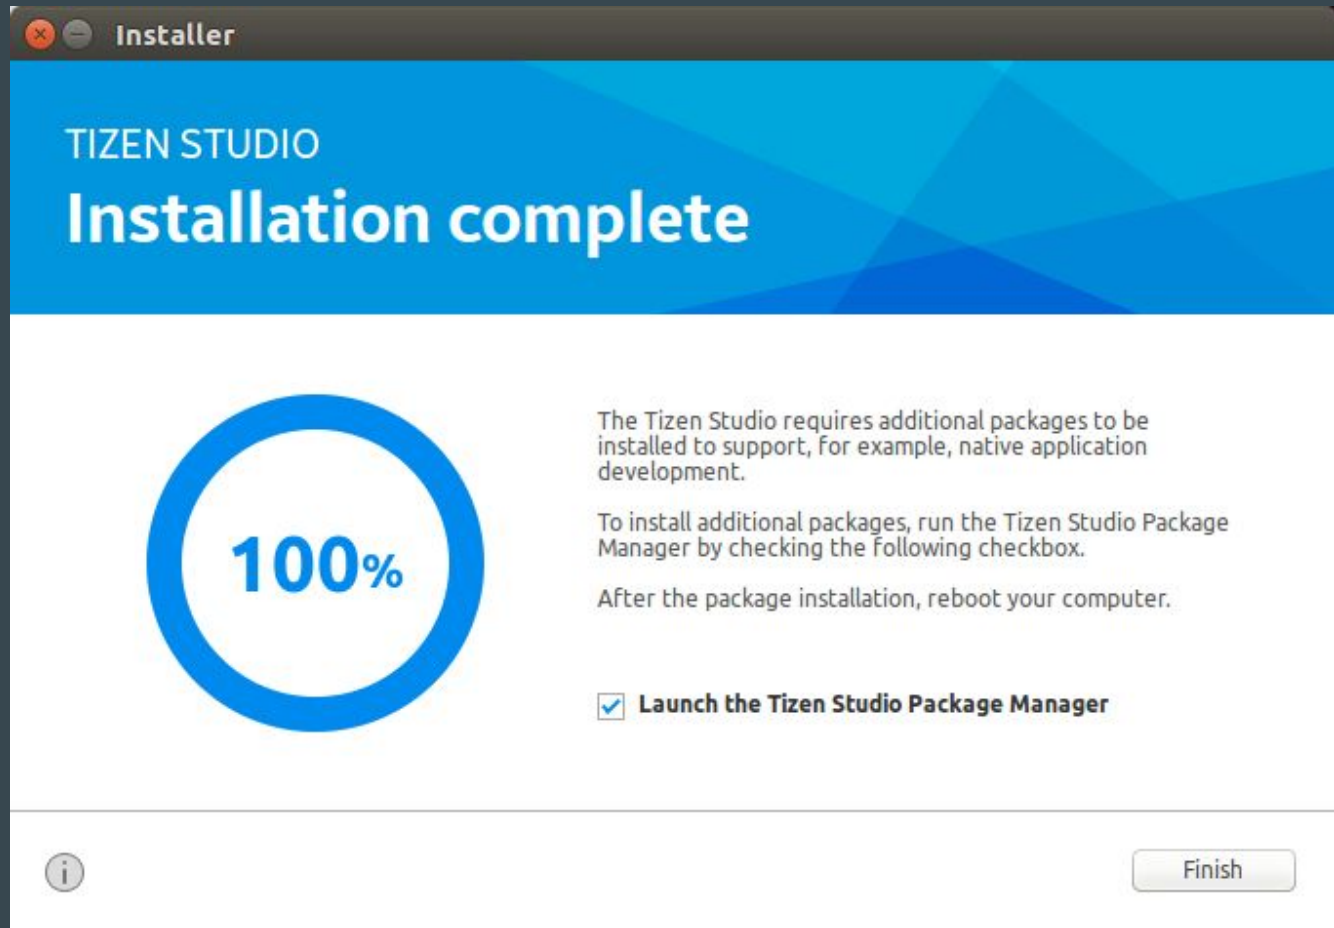 Installer
TIZEN STUDIO
Installation complete
100%
The Tizen Studio requires additional packages to be
installed to support, for example, native application
development.
To install additional packages, run the Tizen Studio Package
Manager by checking the following checkbox.
After the package installation, reboot your computer.
Launch the Tizen Studio Package Manager
i
Finish